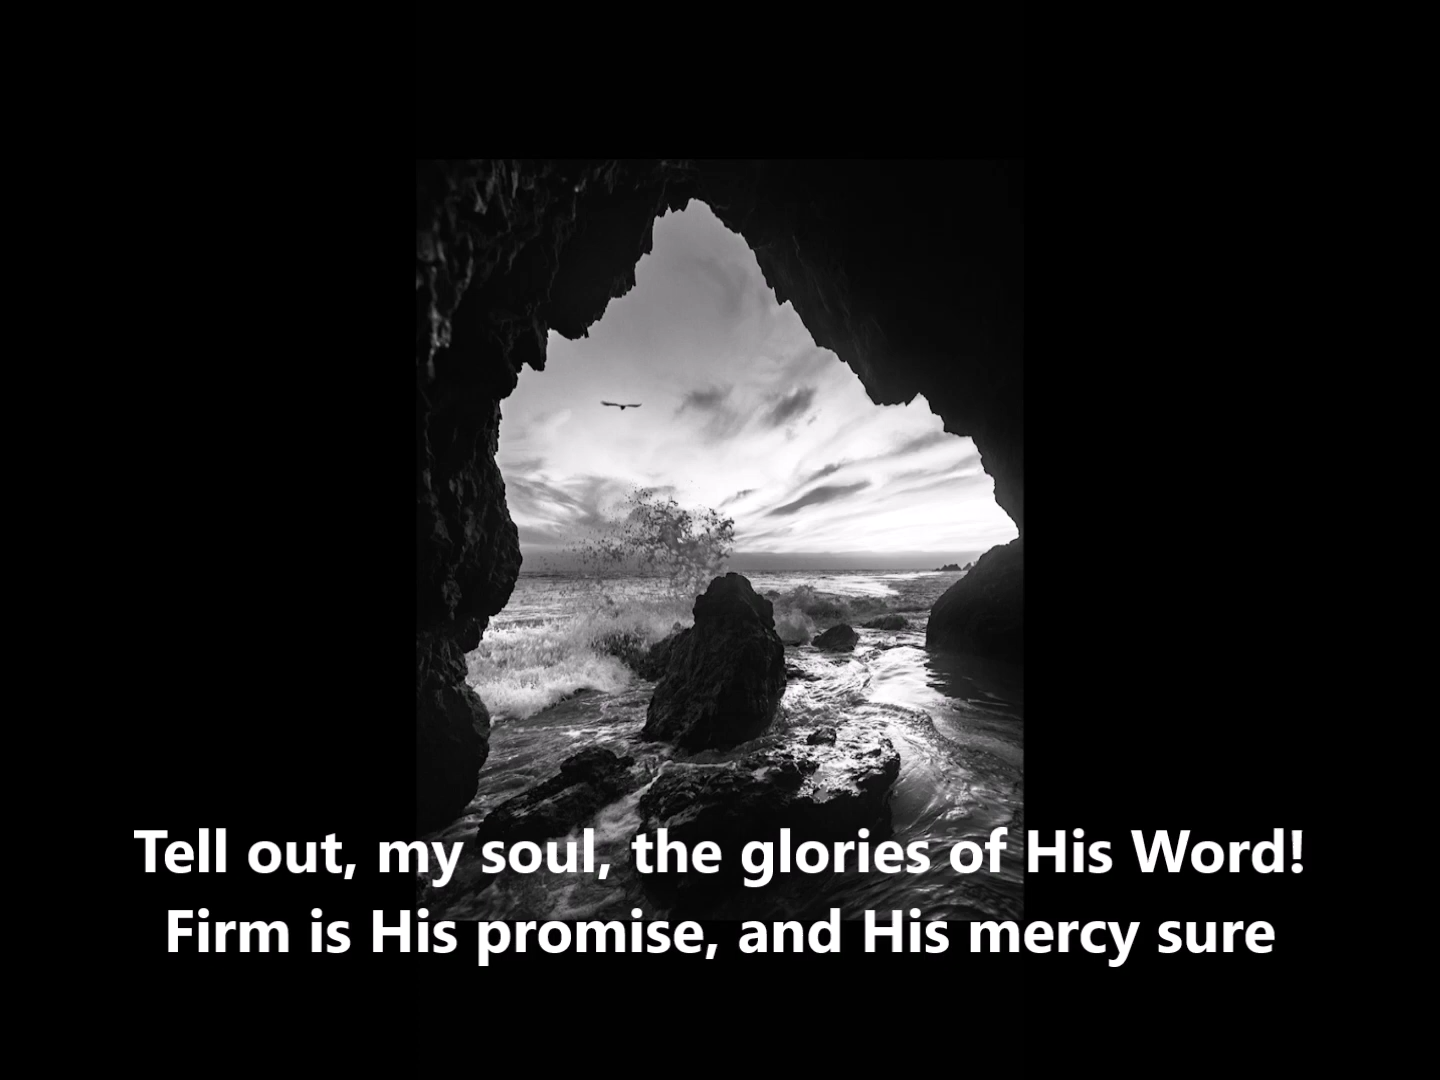 Tell out, my soul, the glories of His Word!
Firm is His promise, and His mercy sure